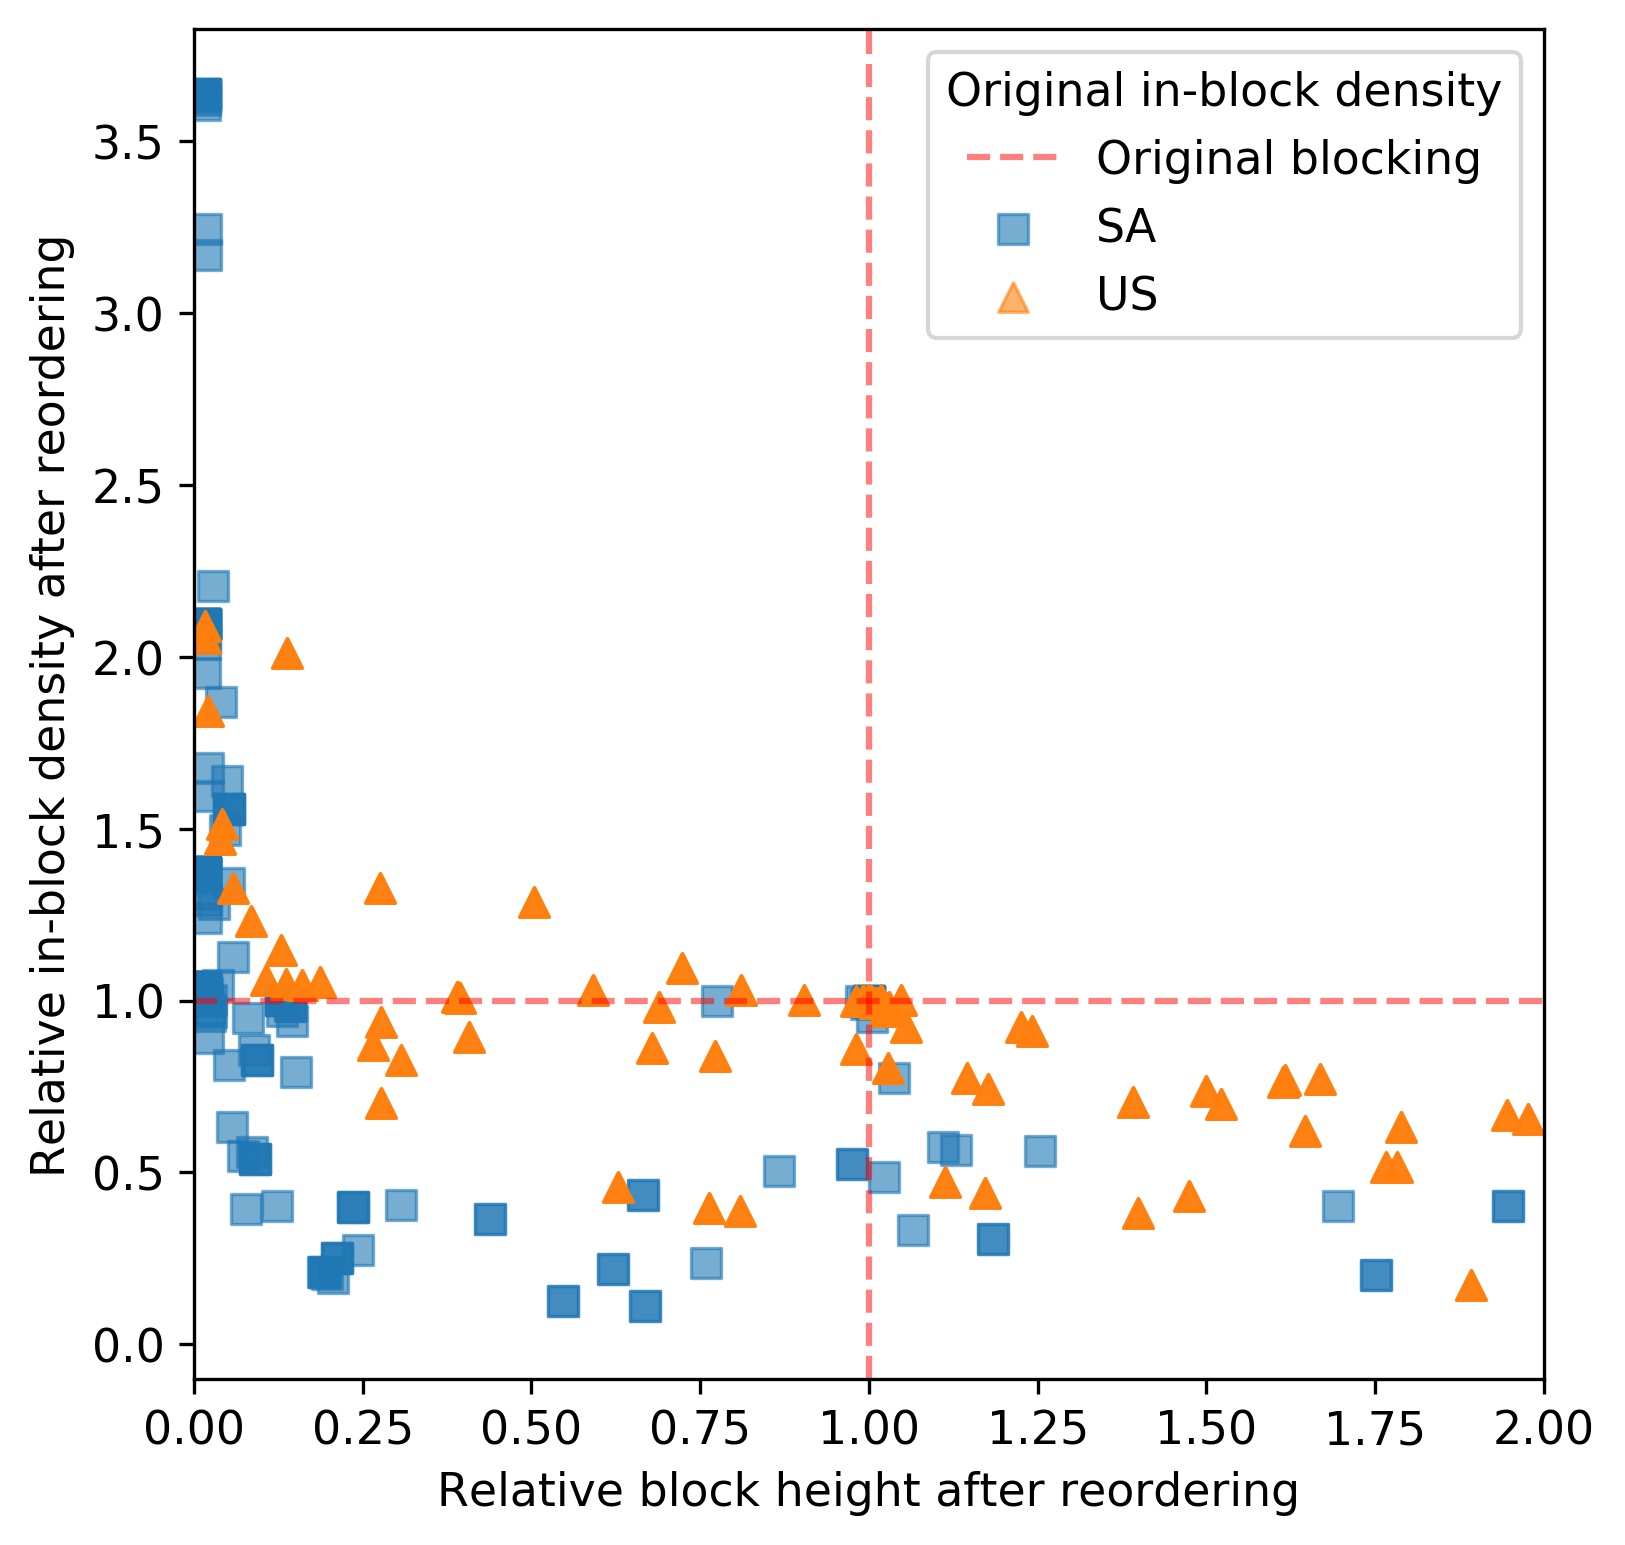 Original in-block density
Original blocking
SA
US
Relative in-block density after reordering
3.5
3.0
2.5
2.0
1.5
1.0
0.5
0.0
0.00 0.25 0.50 0.75 1.00 1.25 1.50 1.75 2.00
Relative block height after reordering